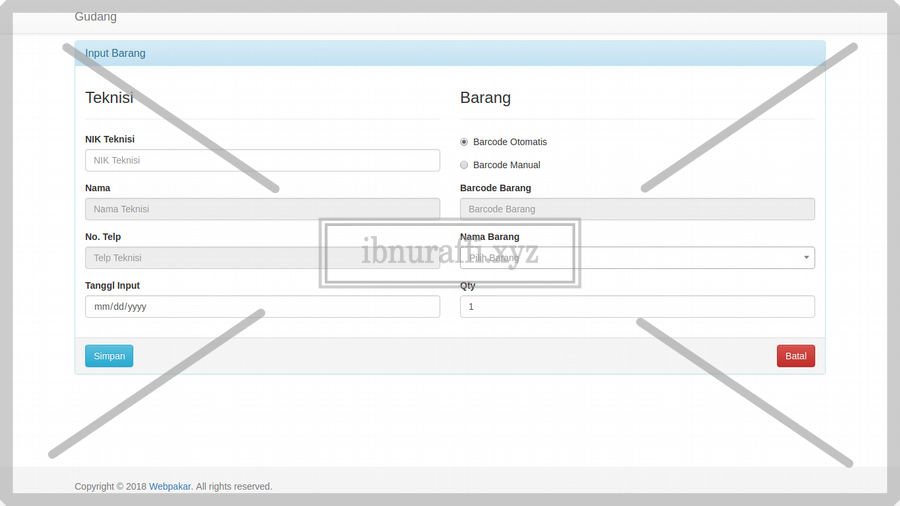 Gudang
Input Barang
Teknisi
NIK Teknisi
NIK Teknisi
Nama
Nama Teknisi
No. Telp
Telp Teknisi
Tanggl Input
mm/dd/yyyy
Barang
Barcode Otomatis
Barcode Manual
Barcode Barang
Barcode Barang
Nama Barang
Pilih Barang
Qty
1
ibnuraffi.xyz
Simpan
Batal
Copyright © 2018 Webpakar. All rights reserved.